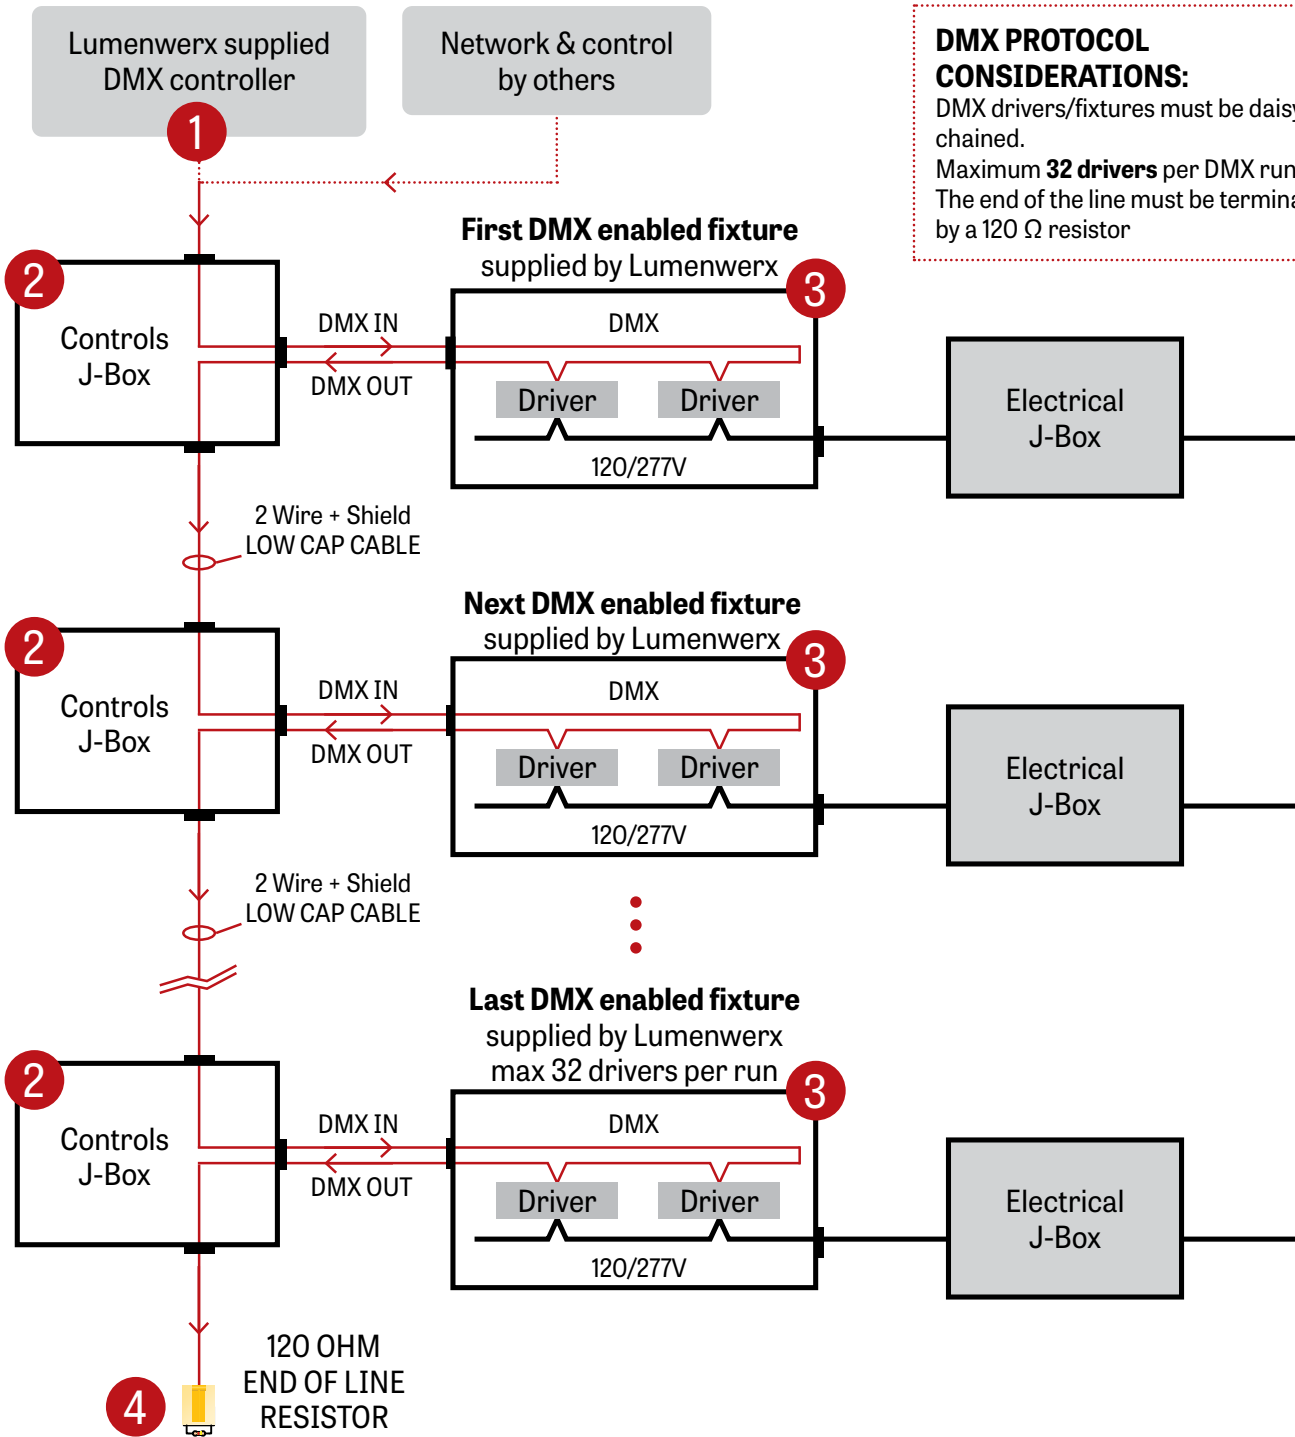 Lumenwerx supplied
DMX controller
Network & control
by others
1
DMX PROTOCOL
CONSIDERATIONS:
DMX drivers/fixtures must be daisy
chained.
Maximum 32 drivers per DMX run
The end of the line must be termina
by a 120 Ω resistor
First DMX enabled fixture
supplied by Lumenwerx
2
3
Controls
J-Box
DMX IN
DMX OUT
DMX
Driver
Driver
120/277V
Electrical
J-Box
2 Wire + Shield
LOW CAP CABLE
Next DMX enabled fixture
supplied by Lumenwerx
2
3
Controls
J-Box
DMX IN
DMX OUT
DMX
Driver
Driver
120/277V
Electrical
J-Box
2 Wire + Shield
LOW CAP CABLE
Last DMX enabled fixture
supplied by Lumenwerx
max 32 drivers per run
2
3
Controls
J-Box
DMX IN
DMX OUT
DMX
Driver
Driver
120/277V
Electrical
J-Box
4
120 OHM
END OF LINE
RESISTOR